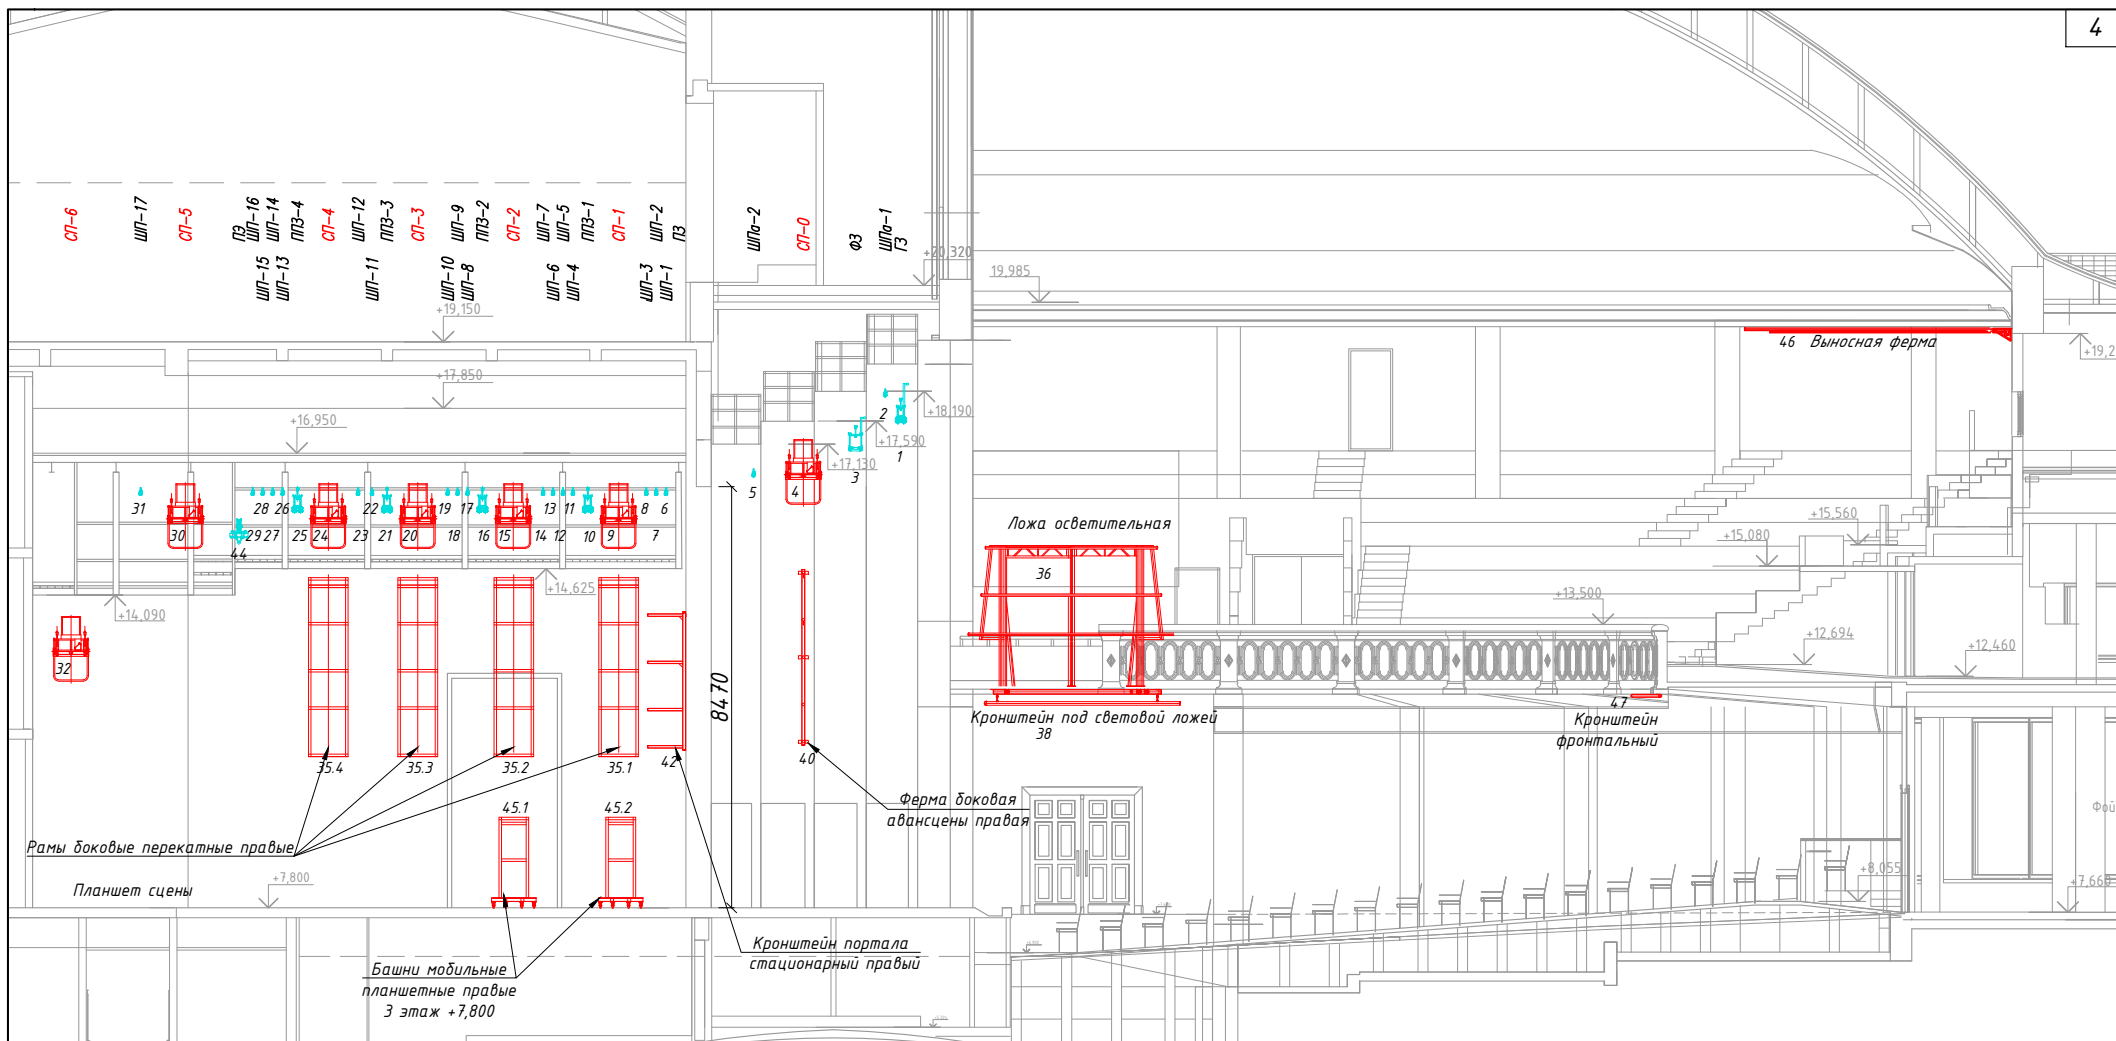 4
СП-6
ШП-17
СП-5
ПЭ
ШП-16
ШП-15
ШП-14
ШП-13
ППЗ-4
СП-4
ШП-12
ШП-11
ППЗ-3
СП-3
ШП-10
ШП-9
ШП-8
ППЗ-2
СП-2
ШП-7
ШП-6
ШП-5
ШП-4
ППЗ-1
СП-1
ШП-3
ШП-2
ШП-1
ПЗ
ШПа-2
СП-0
ФЗ
ШПа-1
ГЗ
+20,320
19,985
+19,150
+17,850
+16,950
+18,190
+17,590
+17,130
46 Выносная ферма
+19,2
2
1
3
4
5
31
30
44
28
26
29
27
25
24
23
22
21
20
19
18
17
16
15
14
13
12
11
10
9
8
7
6
Ложа осветительная
36
+15,560
+15,080
+14,625
+14,090
+13,500
+12,694
+12,460
32
8470
Кронштейн под световой ложей
38
47
Кронштейн
фронтальный
35.4
35.3
35.2
35.1
42
40
45.1
45.2
Ферма боковая
авансцены правая
Рамы боковые перекатные правые
Планшет сцены
+7,800
+8,055
+7,660
Фой
Кронштейн портала
стационарный правый
Башни мобильные
планшетные правые
3 этаж +7,800